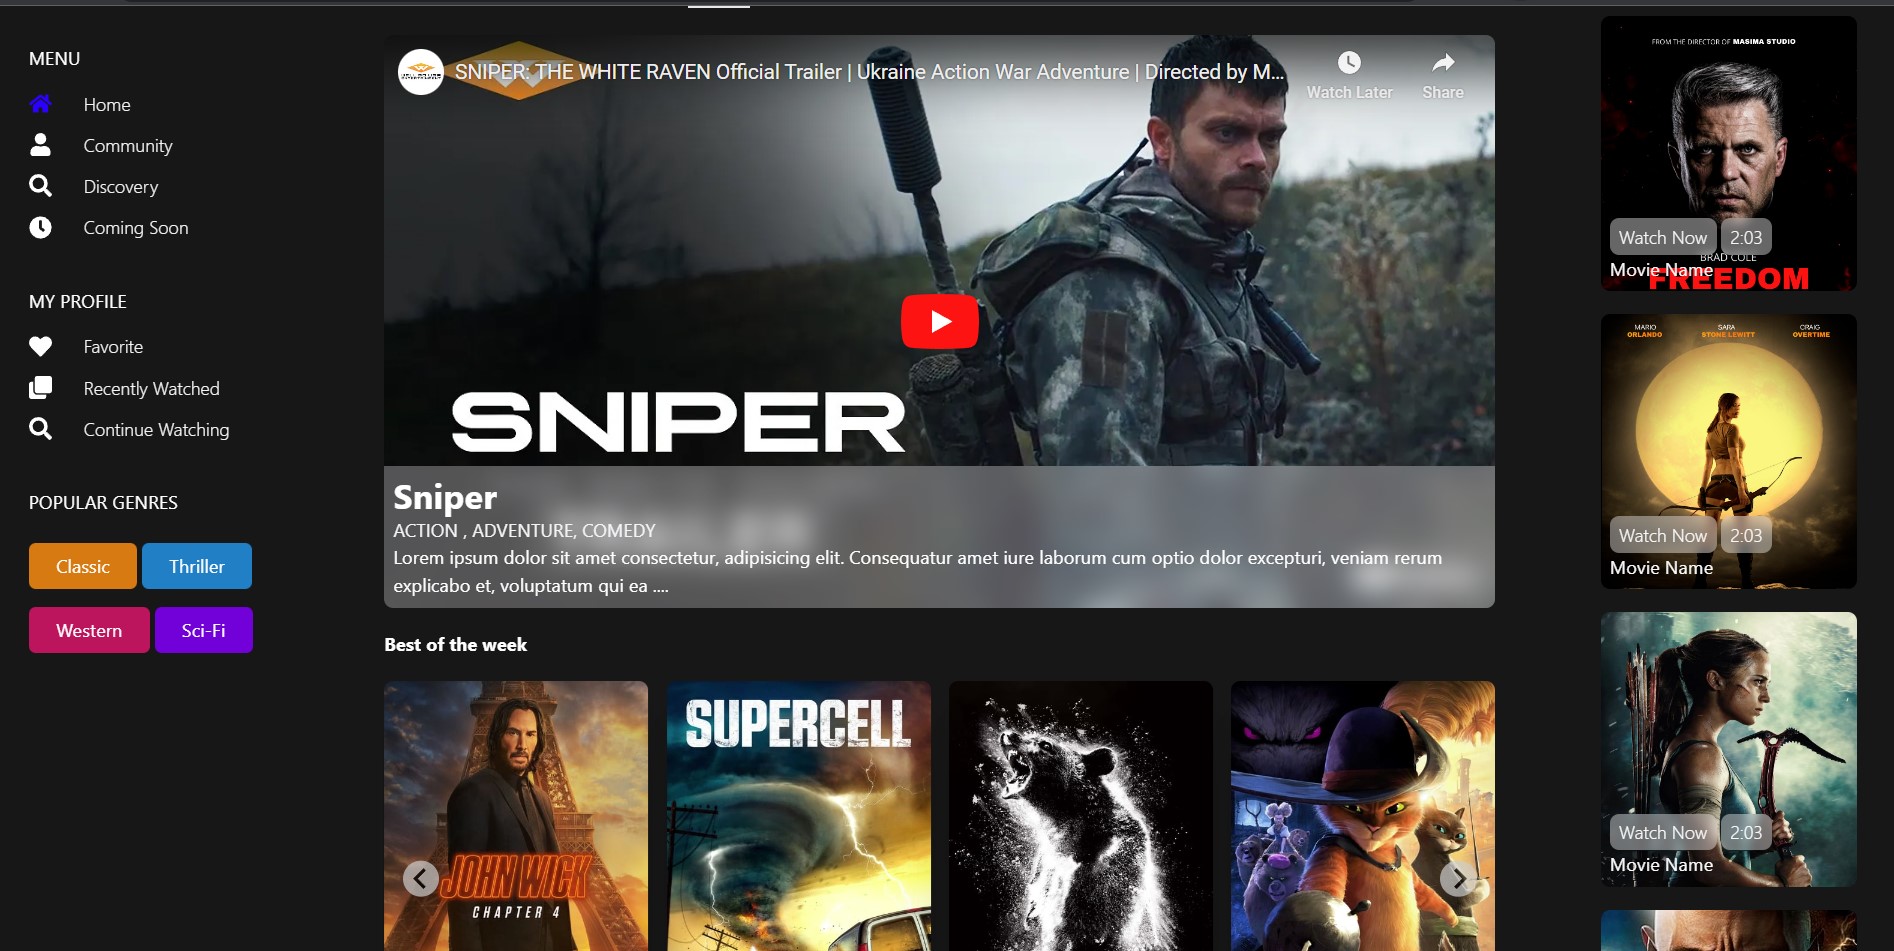 MENU
Home
Community
Discovery
Coming Soon
MY PROFILE
Favorite
Recently Watched
Continue Watching
POPULAR GENRES
Classic
Thriller
Western
Sci-Fi
SNIPER: THE WHITE RAVEN Official Trailer | Ukraine Action War Adventure | Directed by M...
Watch Later
Share
SNIPER
Sniper
ACTION , ADVENTURE, COMEDY
Lorem ipsum dolor sit amet consectetur, adipisicing elit. Consequatur amet iure laborum cum optio dolor excepturi, veniam rerum
explicabo et, voluptatum qui ea ....
Best of the week
JOHN WICK
CHAPTER 4
SUPERCELL
FROM THE DIRECTOR OF MASIMA STUDIO
Watch Now 2:03
BRAD COLE
Movie Name
FREEDOM
MARIO ORLANDO
SARA STONE LEWITT
CRAIG OVERTIME
Watch Now 2:03
Movie Name
Watch Now 2:03
Movie Name